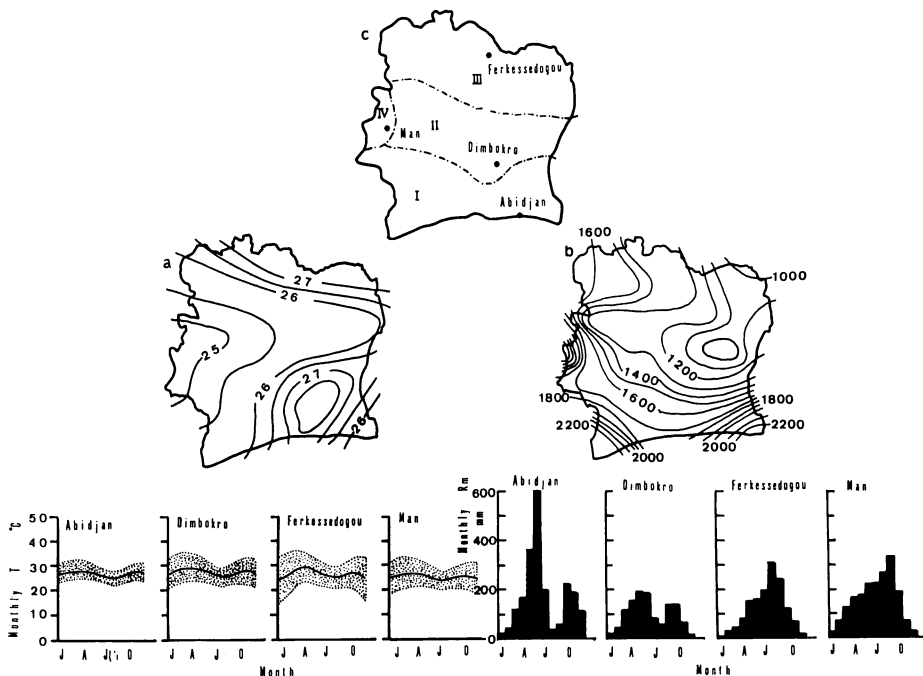 c
Ferkessedogou
III
IV
Man
II
Dimbokro
I
Abidjan
a
27
26
25
26
27
26
b
1600
1000
1200
1400
1600
1800
1800
2200
2200
2000
2000
Monthly T °C
50
40
30
20
10
0
Abidjan
Dimbokro
Ferkessedogou
Man
J A J O
J A J O
J A J O
J A J O
Month
Monthly Rm
mm
600
400
200
0
Abidjan
Dimbokro
Ferkessedogou
Man
J A J O
J A J O
J A J O
J A J O
Month